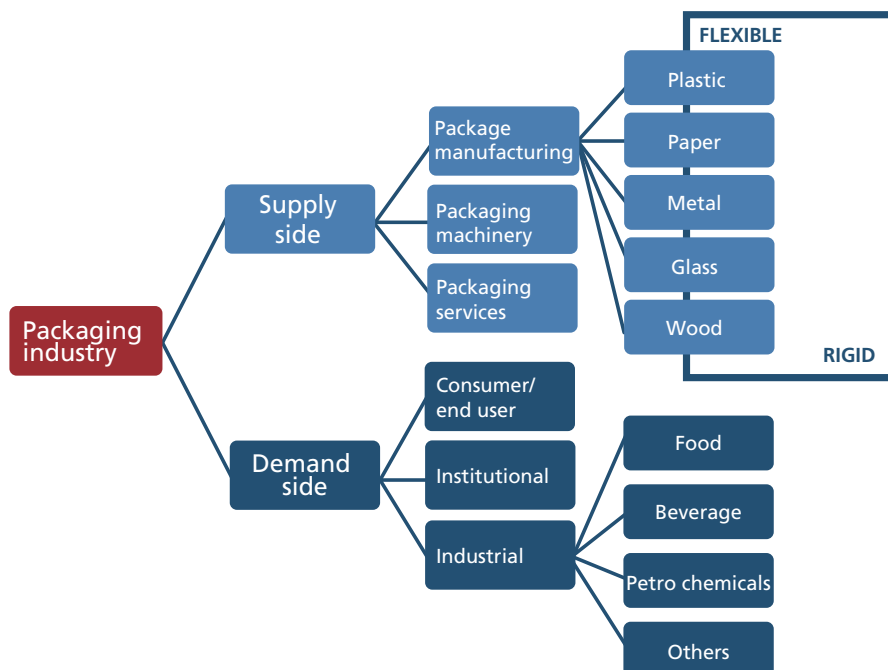 FLEXIBLE
Plastic
Package
manufacturing
Paper
Supply
side
Metal
Packaging
machinery
Glass
Packaging
services
Wood
Packaging
industry
RIGID
Consumer/
end user
Food
Demand
side
Institutional
Beverage
Industrial
Petro chemicals
Others